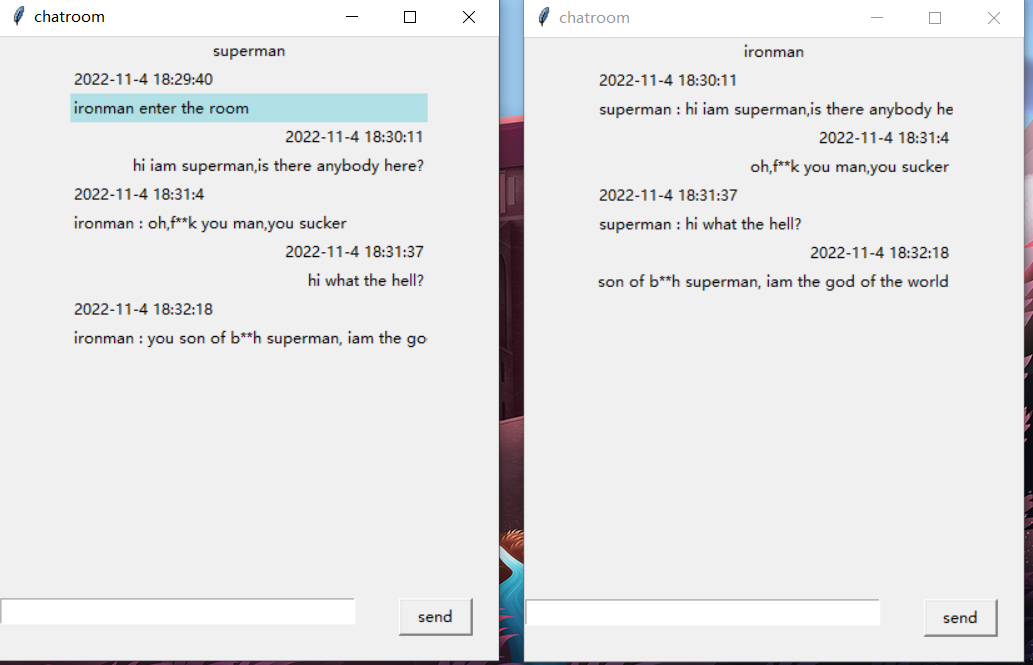 chatroom
superman
2022-11-4 18:29:40
ironman enter the room
2022-11-4 18:30:11
hi iam superman,is there anybody here?
2022-11-4 18:31:4
ironman : oh,f**k you man,you sucker
2022-11-4 18:31:37
hi what the hell?
2022-11-4 18:32:18
ironman : you son of b**h superman, iam the go
send
chatroom
ironman
2022-11-4 18:30:11
superman : hi iam superman,is there anybody he
2022-11-4 18:31:4
oh,f**k you man,you sucker
2022-11-4 18:31:37
superman : hi what the hell?
2022-11-4 18:32:18
son of b**h superman, iam the god of the world
send